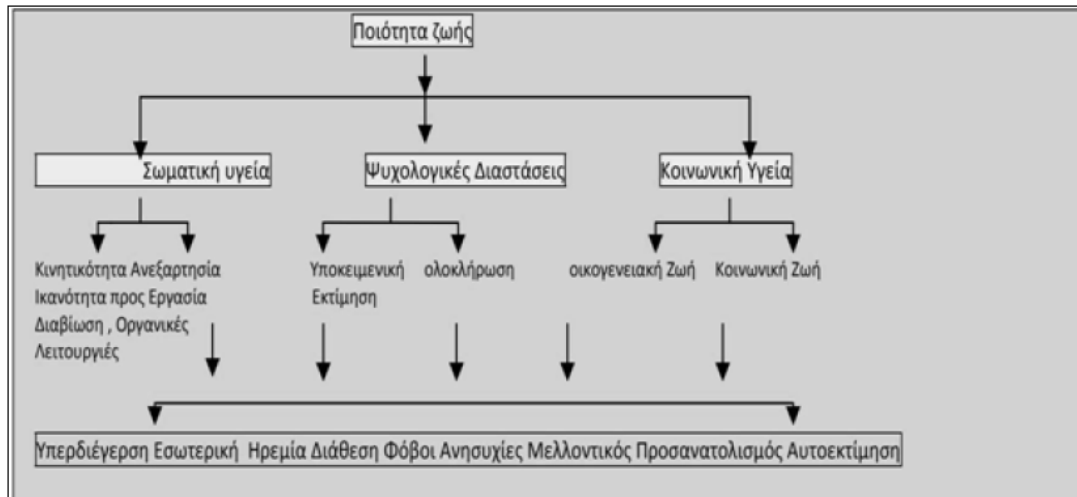 Ποιότητα ζωής
Σωματική υγεία
Ψυχολογικές Διαστάσεις
Κοινωνική Υγεία
Κινητικότητα Ανεξαρτησία
Ικανότητα προς Εργασία
Διαβίωση , Οργανικές
Λειτουργιές
Υποκειμενική
Εκτίμηση
ολοκλήρωση
οικογενειακή Ζωή
Κοινωνική Ζωή
Υπερδιέγερση Εσωτερική Ηρεμία Διάθεση Φόβοι Ανησυχίες Μελλοντικός Προσανατολισμός Αυτοεκτίμηση